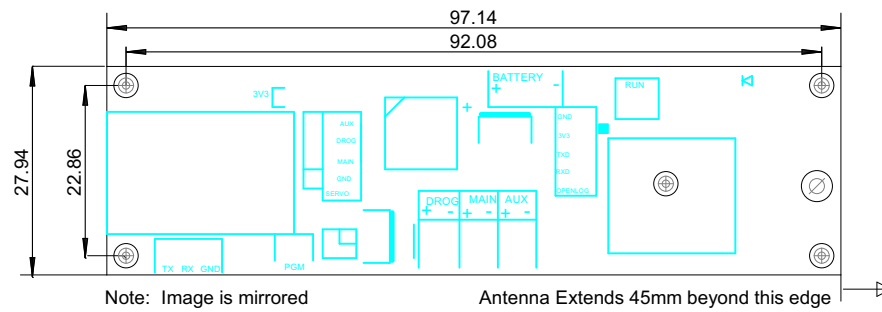 97.14
92.08
BATTERY
+ -
RUN
3V3
+
AUX
DROG
MAIN
GND
SERVO
GND
3V3
TXD
RXD
OPENLOG
27.94
22.86
DROG MAIN AUX
+ - + - + -
TX RX GND
PGM
Note: Image is mirrored
Antenna Extends 45mm beyond this edge